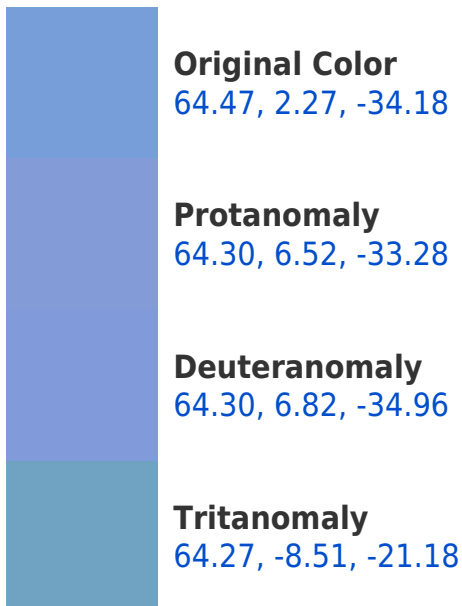 Original Color
64.47, 2.27, -34.18
Protanomaly
64.30, 6.52, -33.28
Deuteranomaly
64.30, 6.82, -34.96
Tritanomaly
64.27, -8.51, -21.18